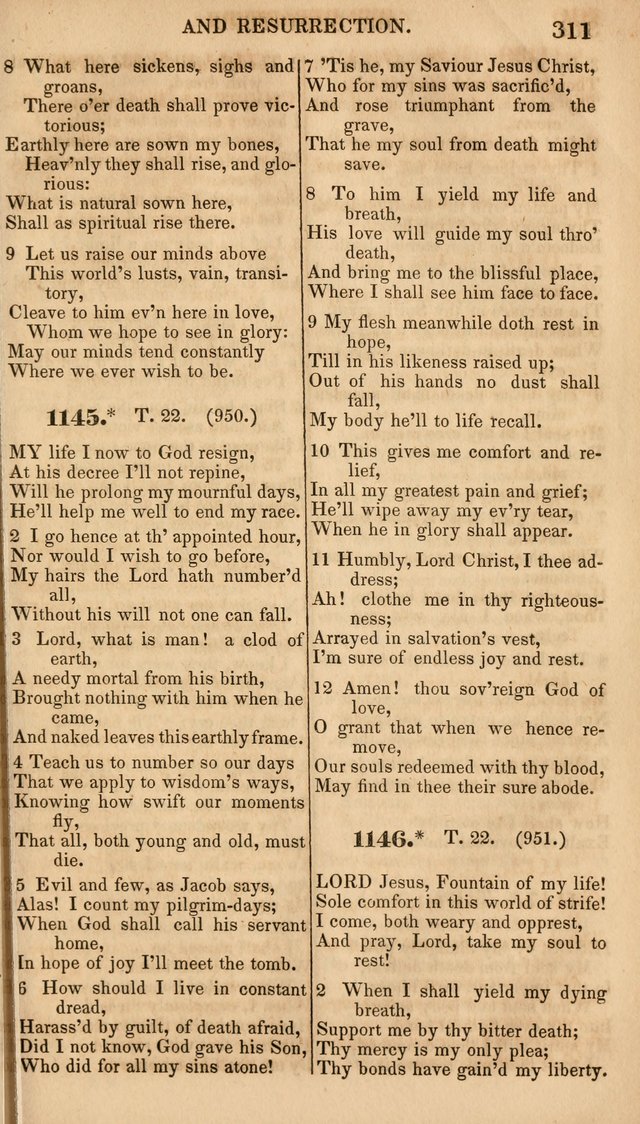 AND RESURRECTION.
311
8 What here sickens, sighs and
groans,
There o'er death shall prove vic-
torious;
Earthly here are sown my bones,
Heav'nly they shall rise, and glo-
rious:
What is natural sown here,
Shall as spiritual rise there.
9 Let us raise our minds above
This world's lusts, vain, transi-
tory,
Cleave to him ev'n here in love,
Whom we hope to see in glory:
May our minds tend constantly
Where we ever wish to be.
1145.* T. 22. (950.)
MY life I now to God resign,
At his decree I'll not repine,
Will he prolong my mournful days,
He'll help me well to end my race.
2 I go hence at th' appointed hour,
Nor would I wish to go before,
My hairs the Lord hath number'd
all,
Without his will not one can fall.
3 Lord, what is man! a clod of
earth,
A needy mortal from his birth,
Brought nothing with him when he
came,
And naked leaves this earthly frame.
4 Teach us to number so our days
That we apply to wisdom's ways,
Knowing how swift our moments
fly,
That all, both young and old, must
die.
5 Evil and few, as Jacob says,
Alas! I count my pilgrim-days;
When God shall call his servant
home,
In hope of joy I'll meet the tomb.
6 How should I live in constant
dread,
Harass'd by guilt, of death afraid,
Did I not know, God gave his Son,
Who did for all my sins atone!
7 'Tis he, my Saviour Jesus Christ,
Who for my sins was sacrific'd,
And rose triumphant from the
grave,
That he my soul from death might
save.
8 To him I yield my life and
breath,
His love will guide my soul thro'
death,
And bring me to the blissful place,
Where I shall see him face to face.
9 My flesh meanwhile doth rest in
hope,
Till in his likeness raised up;
Out of his hands no dust shall
fall,
My body he'll to life recall.
10 This gives me comfort and re-
lief,
In all my greatest pain and grief;
He'll wipe away my ev'ry tear,
When he in glory shall appear.
11 Humbly, Lord Christ, I thee ad-
dress;
Ah! clothe me in thy righteous-
ness;
Arrayed in salvation's vest,
I'm sure of endless joy and rest.
12 Amen! thou sov'reign God of
love,
O grant that when we hence re-
move,
Our souls redeemed with thy blood,
May find in thee their sure abode.
1146.* T. 22. (951.)
LORD Jesus, Fountain of my life!
Sole comfort in this world of strife!
I come, both weary and opprest,
And pray, Lord, take my soul to
rest!
2 When I shall yield my dying
breath,
Support me by thy bitter death;
Thy mercy is my only plea;
Thy bonds have gain'd my liberty.